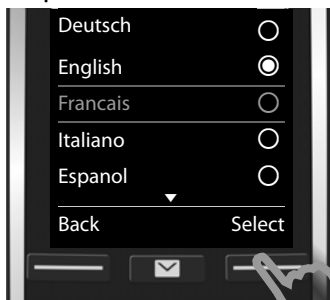 Deutsch
English
Francais
Italiano
Espanol
Back Select